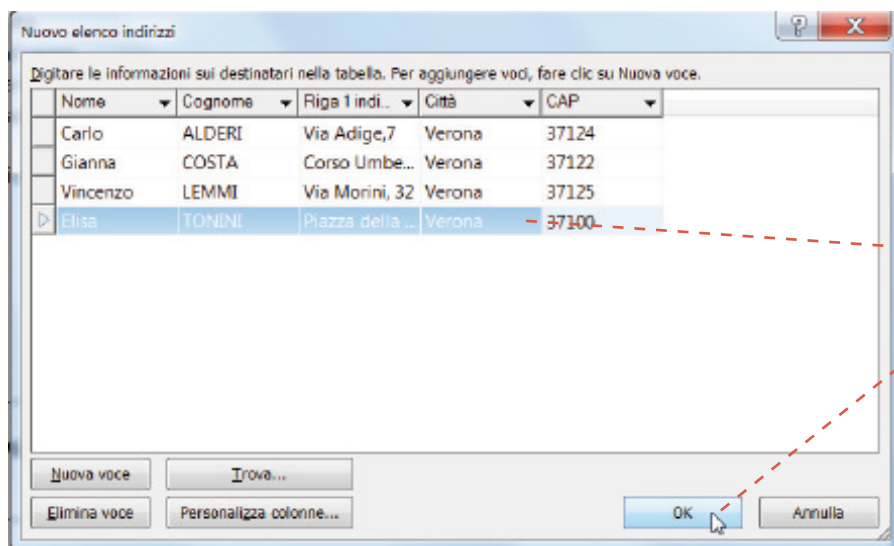 Nuovo elenco indirizzi
Digitare le informazioni sui destinatari nella tabella. Per aggiungere voci, fare clic su Nuova voce.
Nome Cognome Riga 1 indi... Città CAP
Carlo ALDERI Via Adige,7 Verona 37124
Gianna COSTA Corso Umbe... Verona 37122
Vincenzo LEMMI Via Morini, 32 Verona 37125
Elisa TONINI Piazza della ... Verona 37100
Nuova voce Trova...
Elimina voce Personalizza colonne... OK Annulla